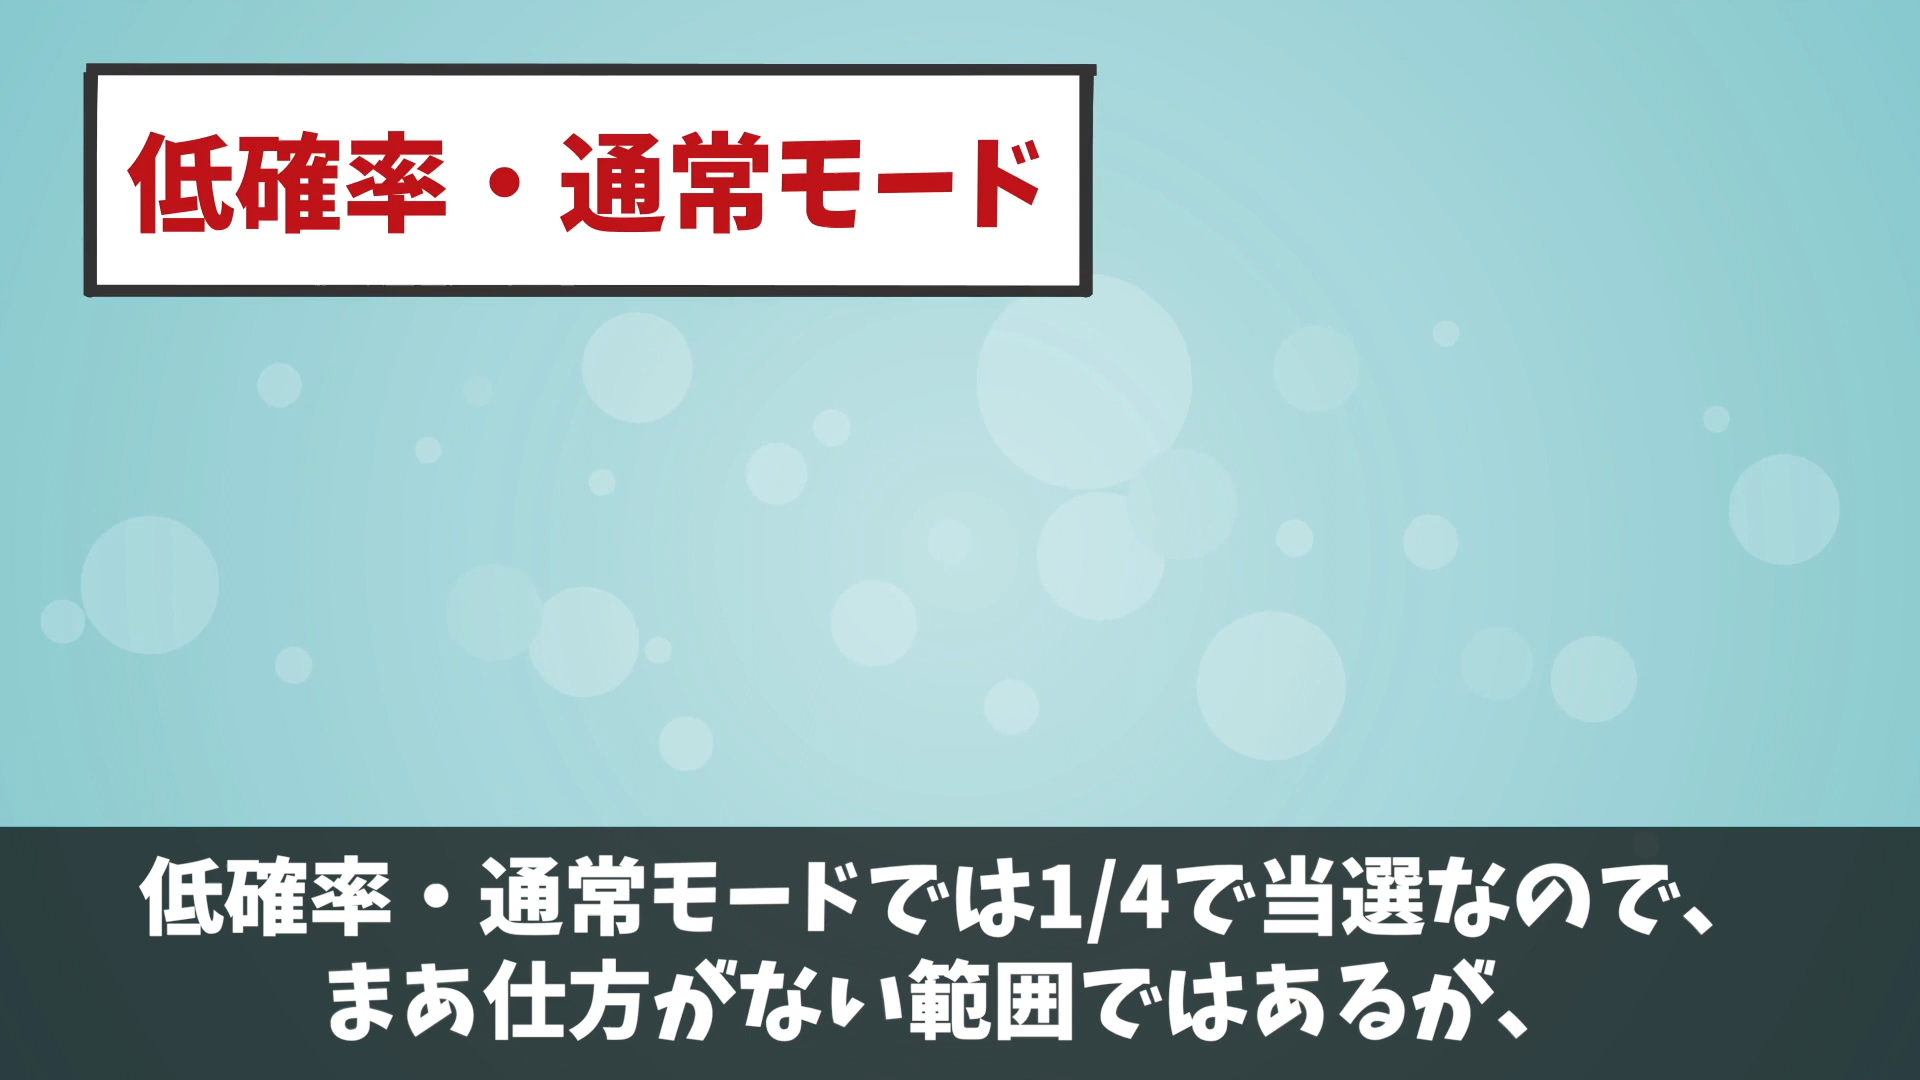 低確率・通常モード
低確率・通常モードでは1/4で当選なので、
まあ仕方がない範囲ではあるが、